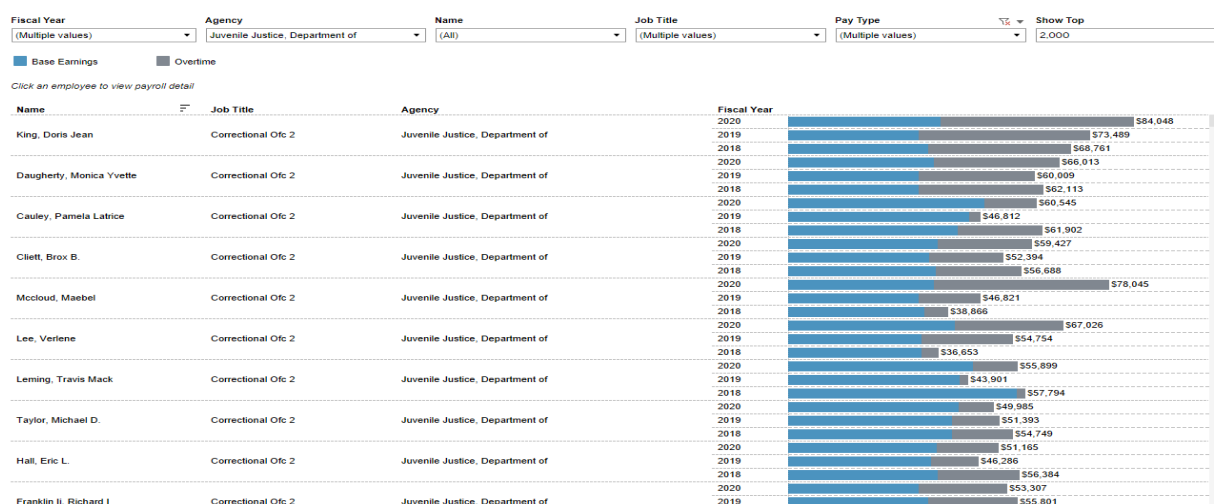 Fiscal Year Agency Name Job Title Pay Type Show Top
(Multiple values) Juvenile Justice, Department of (All) (Multiple values) (Multiple values) 2,000
Base Earnings Overtime
Click an employee to view payroll detail
Name Job Title Agency Fiscal Year
2020 $84,048
King, Doris Jean Correctional Ofc 2 Juvenile Justice, Department of 2019 $73,489
2018 $68,761
2020 $66,013
Daugherty, Monica Yvette Correctional Ofc 2 Juvenile Justice, Department of 2019 $60,009
2018 $62,113
2020 $60,545
Cauley, Pamela Latrice Correctional Ofc 2 Juvenile Justice, Department of 2019 $46,812
2018 $61,902
2020 $59,427
Cliett, Brox B. Correctional Ofc 2 Juvenile Justice, Department of 2019 $52,394
2018 $56,688
2020 $78,045
Mccloud, Maebel Correctional Ofc 2 Juvenile Justice, Department of 2019 $46,821
2018 $38,866
2020 $67,026
Lee, Verlene Correctional Ofc 2 Juvenile Justice, Department of 2019 $54,754
2018 $36,653
2020 $55,899
Leming, Travis Mack Correctional Ofc 2 Juvenile Justice, Department of 2019 $43,901
2018 $57,794
2020 $49,985
Taylor, Michael D. Correctional Ofc 2 Juvenile Justice, Department of 2019 $51,393
2018 $54,749
2020 $51,165
Hall, Eric L. Correctional Ofc 2 Juvenile Justice, Department of 2019 $46,286
2018 $56,384
2020 $53,307
Franklin Ii, Richard L Correctional Ofc 2 Juvenile Justice, Department of 2019 $55,801